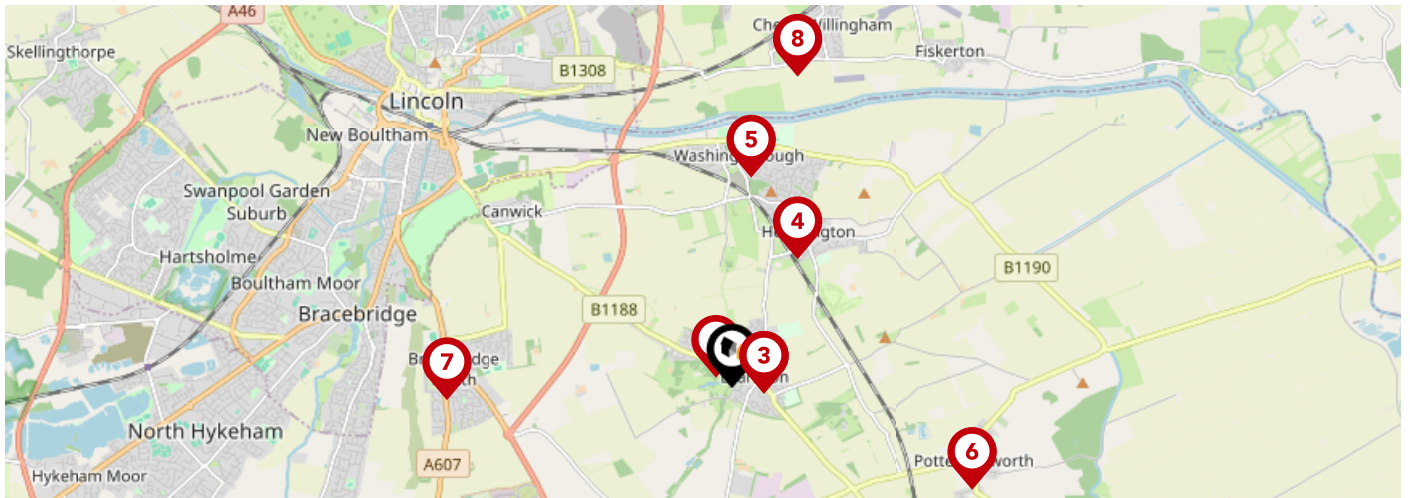 A46
Skellingthorpe
8
Fiskerton
B1308
Lincoln
New Boultham
5
Swanpool Garden
Suburb
Canwick
4
Hartsholme
B1190
Boultham Moor
B1188
Bracebridge
7
3
North Hykeham
A607
6
Hykeham Moor